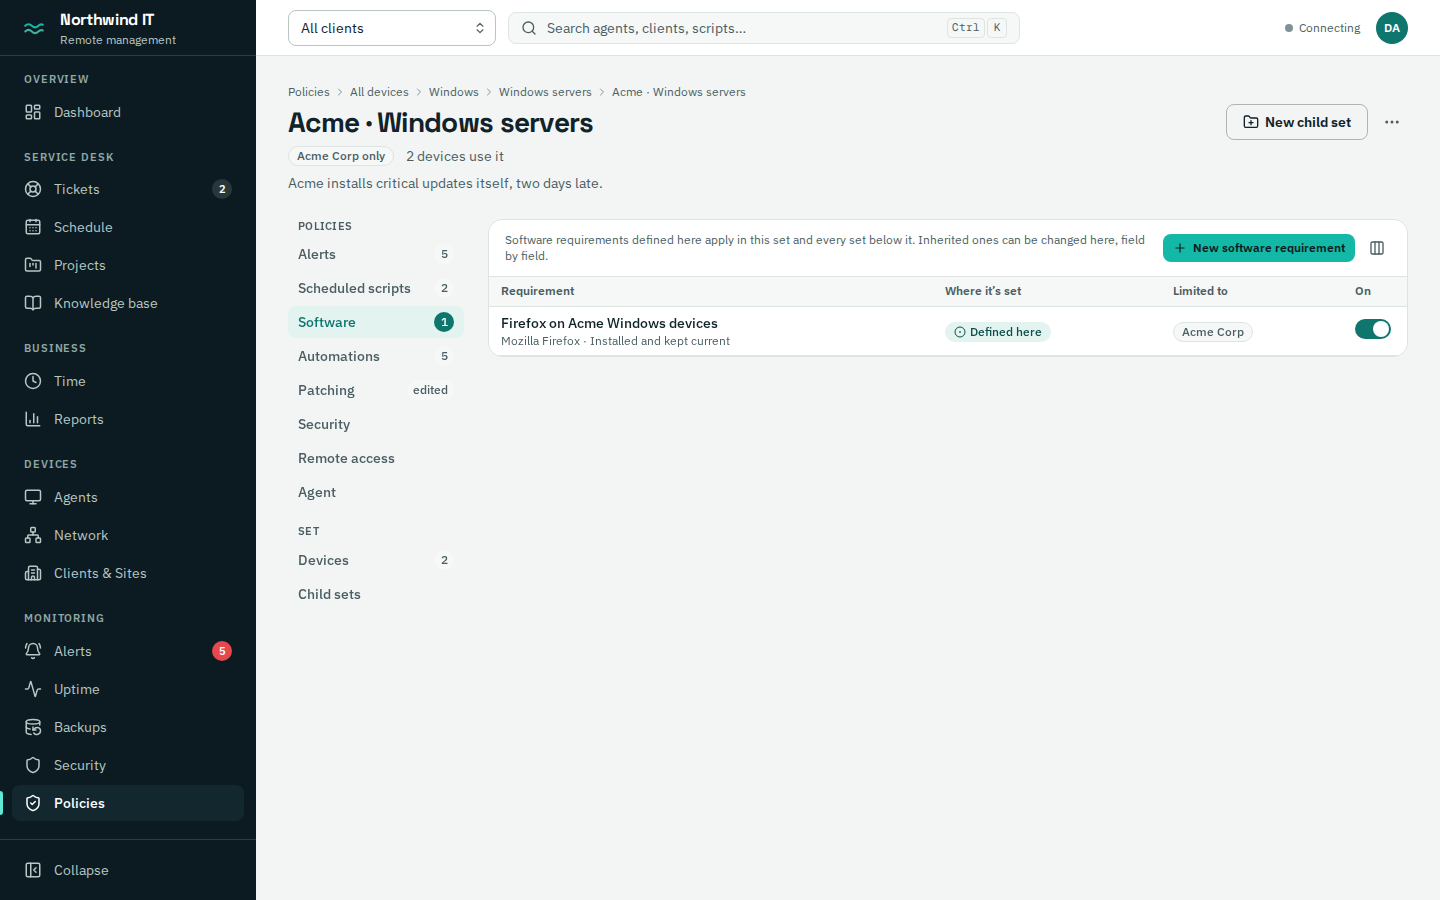 Northwind IT
Remote management
OVERVIEW
Dashboard
SERVICE DESK
Tickets 2
Schedule
Projects
Knowledge base
BUSINESS
Time
Reports
DEVICES
Agents
Network
Clients & Sites
MONITORING
Alerts 5
Uptime
Backups
Security
Policies
Collapse
All clients
Search agents, clients, scripts... Ctrl K
Connecting
DA
Policies > All devices > Windows > Windows servers > Acme · Windows servers
Acme · Windows servers
New child set
Acme Corp only 2 devices use it
Acme installs critical updates itself, two days late.
POLICIES
Alerts 5
Scheduled scripts 2
Software 1
Automations 5
Patching edited
Security
Remote access
Agent
SET
Devices 2
Child sets
Software requirements defined here apply in this set and every set below it. Inherited ones can be changed here, field
by field.
New software requirement
Requirement Where it's set Limited to On
Firefox on Acme Windows devices
Mozilla Firefox · Installed and kept current
Defined here
Acme Corp